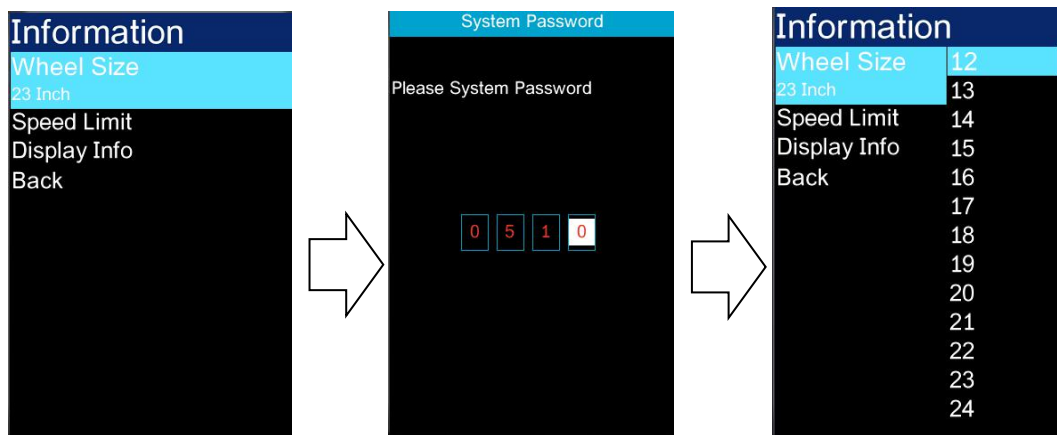 Information
Wheel Size
23 Inch
Speed Limit
Display Info
Back
System Password
Please System Password
0 5 1 0
Information
Wheel Size
23 Inch
Speed Limit
Display Info
Back
12
13
14
15
16
17
18
19
20
21
22
23
24